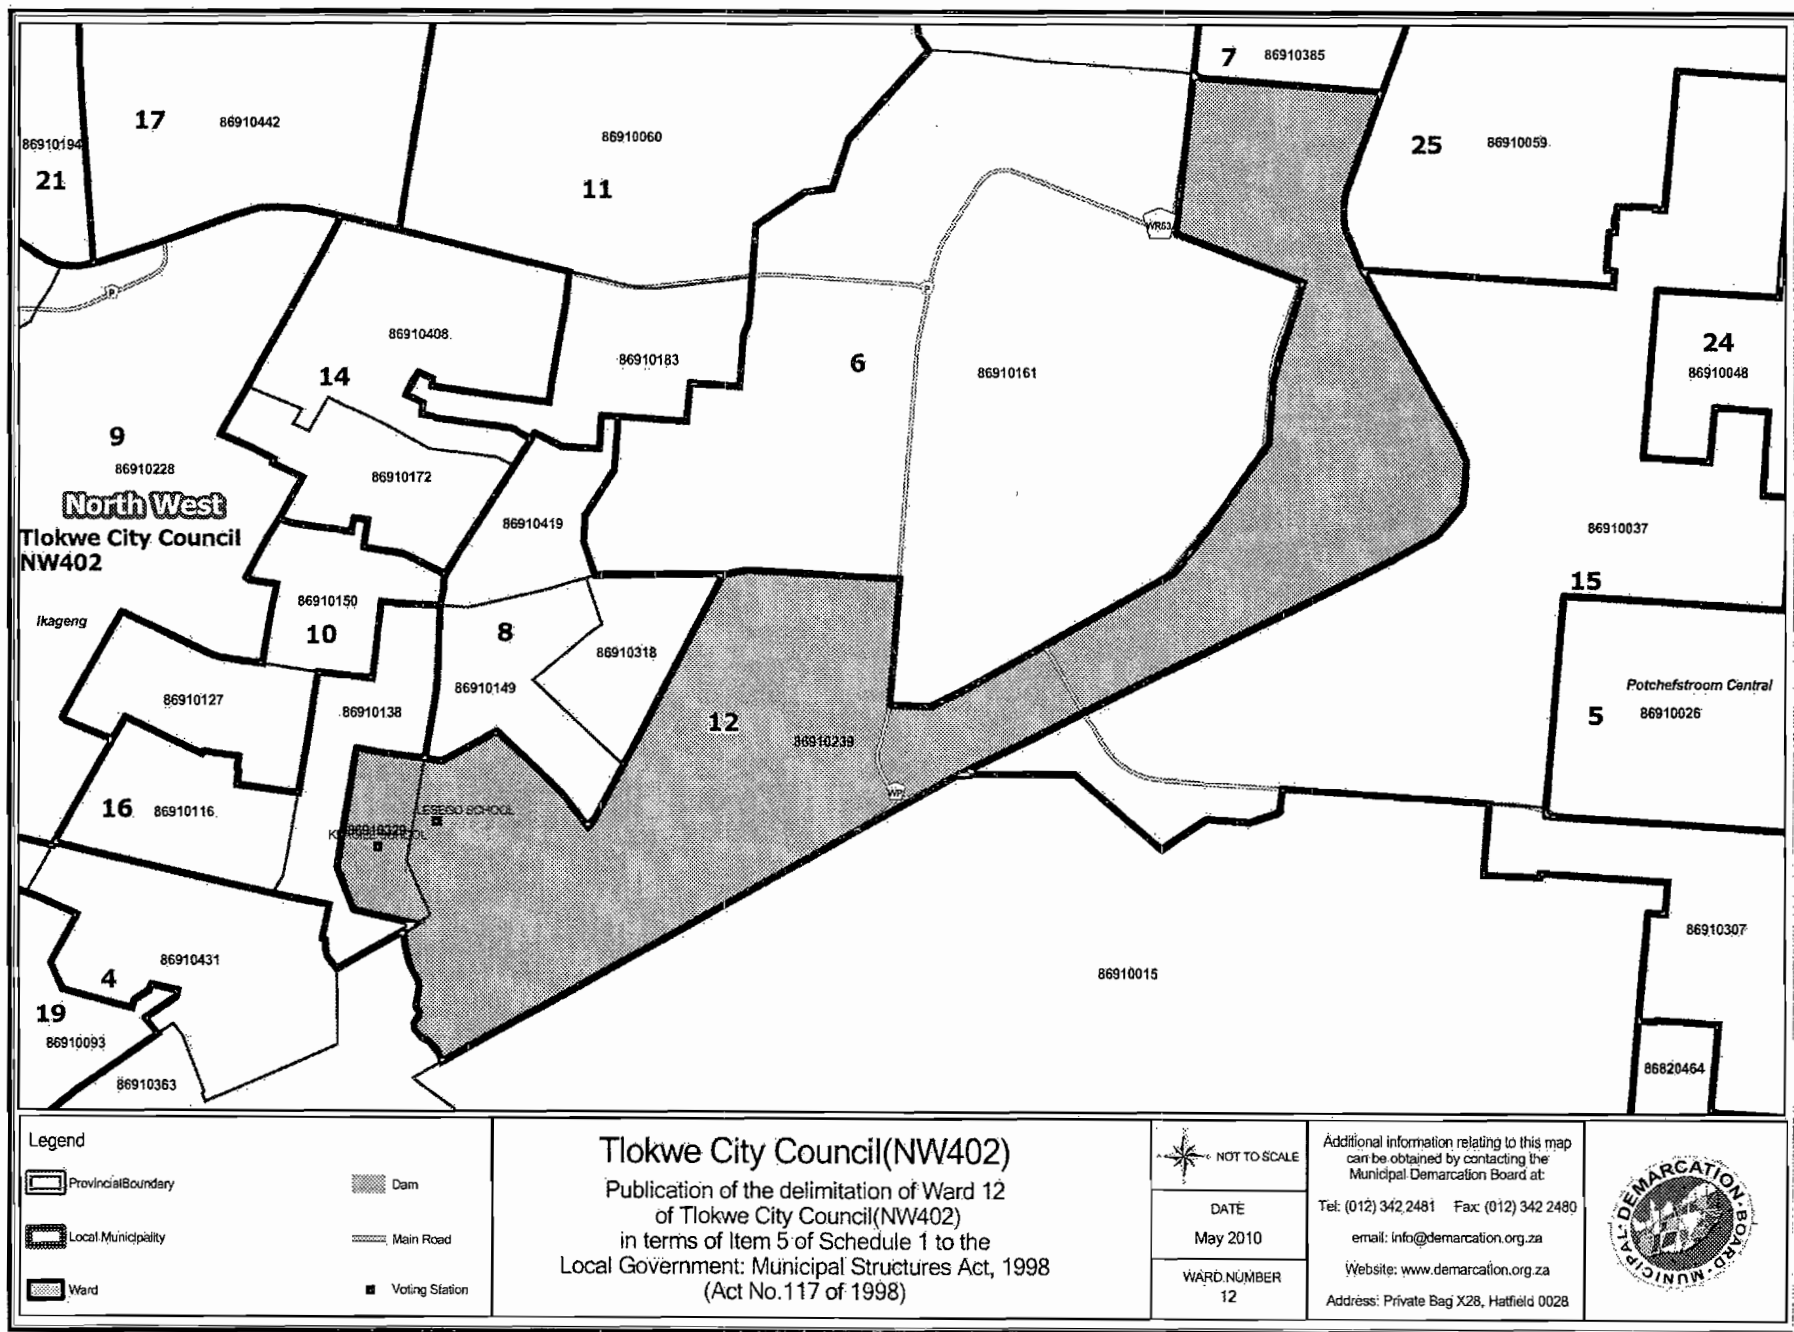 7
86910385
17
86910442
86910060
86910194
21
11
25
86910059
WR53
P
P
86910408
86910183
6
86910161
24
86910048
14
9
86910228
86910172
North West
Tlokwe City Council
NW402
86910419
86910037
15
86910150
10
Ikageng
8
86910318
86910127
86910149
86910138
12
86910239
Potchefstroom Central
5
86910026
WP
16
86910116
LESEGO SCHOOL
86910329
86910307
86910431
4
86910015
19
86910093
86910363
86820464
Legend
ProvincialBoundary
Dam
Local Municipality
Main Road
Ward
Voting Station
Tlokwe City Council(NW402)
Publication of the delimitation of Ward 12
of Tlokwe City Council(NW402)
in terms of Item 5 of Schedule 1 to the
Local Government: Municipal Structures Act, 1998
(Act No.117 of 1998)
NOT TO SCALE
DATE
May 2010
WARD NUMBER
12
Additional information relating to this map
can be obtained by contacting the
Municipal Demarcation Board at:
Tel: (012) 342 2481 Fax: (012) 342 2480
email: info@demarcation.org.za
Website: www.demarcation.org.za
Address: Private Bag X28, Hatfield 0028
MUNICIPAL DEMARCATION BOARD